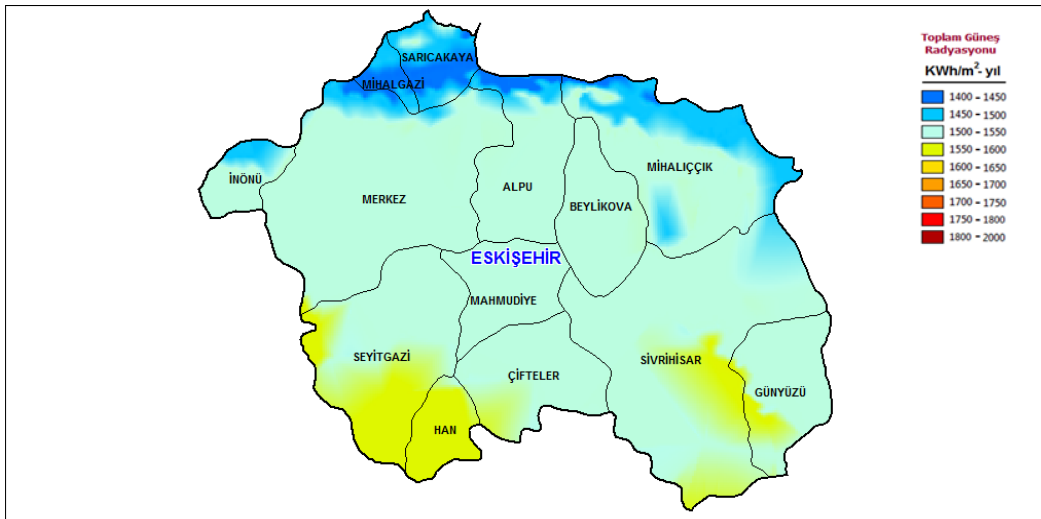 Toplam Güneş
Radyasyonu
KWh/m²- yıl
1400 - 1450
1450 - 1500
1500 - 1550
1550 - 1600
1600 - 1650
1650 - 1700
1700 - 1750
1750 - 1800
1800 - 2000
SARICAKAYA
MİHALGAZİ
MİHALIÇÇIK
İNÖNÜ
ALPU
MERKEZ
BEYLİKOVA
ESKİŞEHİR
MAHMUDİYE
SEYİTGAZİ
SİVRİHİSAR
ÇİFTELER
GÜNYÜZÜ
HAN